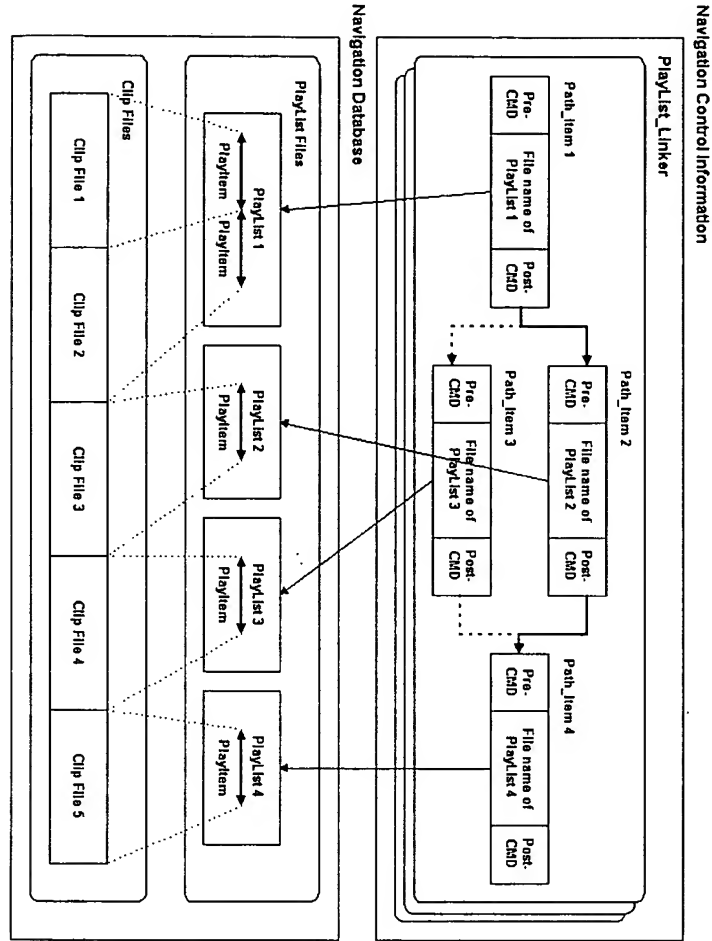 Navigation Control Information
PlayList_Linker
Path_Item 1
Pre-
CMD
File name of
PlayList 1
Post-
CMD
Path_Item 2
Pre-
CMD
File name of
PlayList 2
Post-
CMD
Path_Item 3
Pre-
CMD
File name of
PlayList 3
Post-
CMD
Path_Item 4
Pre-
CMD
File name of
PlayList 4
Post-
CMD
Navigation Database
PlayList Files
PlayList 1
PlayItem
PlayItem
PlayList 2
PlayItem
PlayList 3
PlayItem
PlayList 4
PlayItem
Clip Files
Clip File 1
Clip File 2
Clip File 3
Clip File 4
Clip File 5